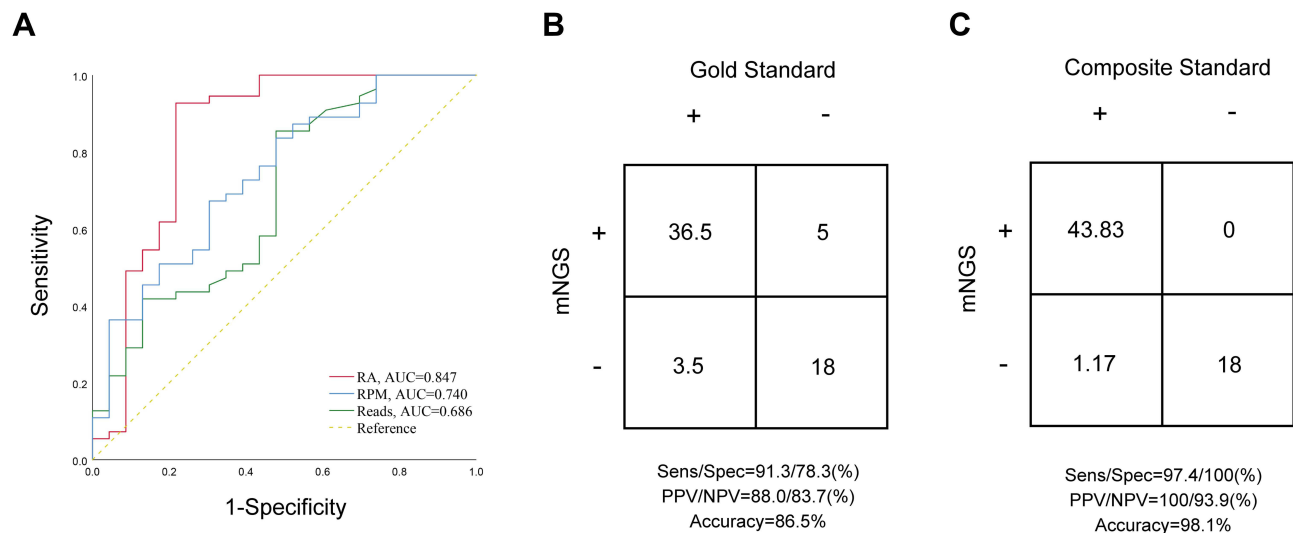 A
1.0
0.8
0.6
0.4
0.2
0.0
0.0 0.2 0.4 0.6 0.8 1.0
Sensitivity
1-Specificity
RA, AUC=0.847
RPM, AUC=0.740
Reads, AUC=0.686
Reference
B
Gold Standard
+ -
mNGS
+ 36.5 5
- 3.5 18
Sens/Spec=91.3/78.3(%)
PPV/NPV=88.0/83.7(%)
Accuracy=86.5%
C
Composite Standard
+ -
mNGS
+ 43.83 0
- 1.17 18
Sens/Spec=97.4/100(%)
PPV/NPV=100/93.9(%)
Accuracy=98.1%